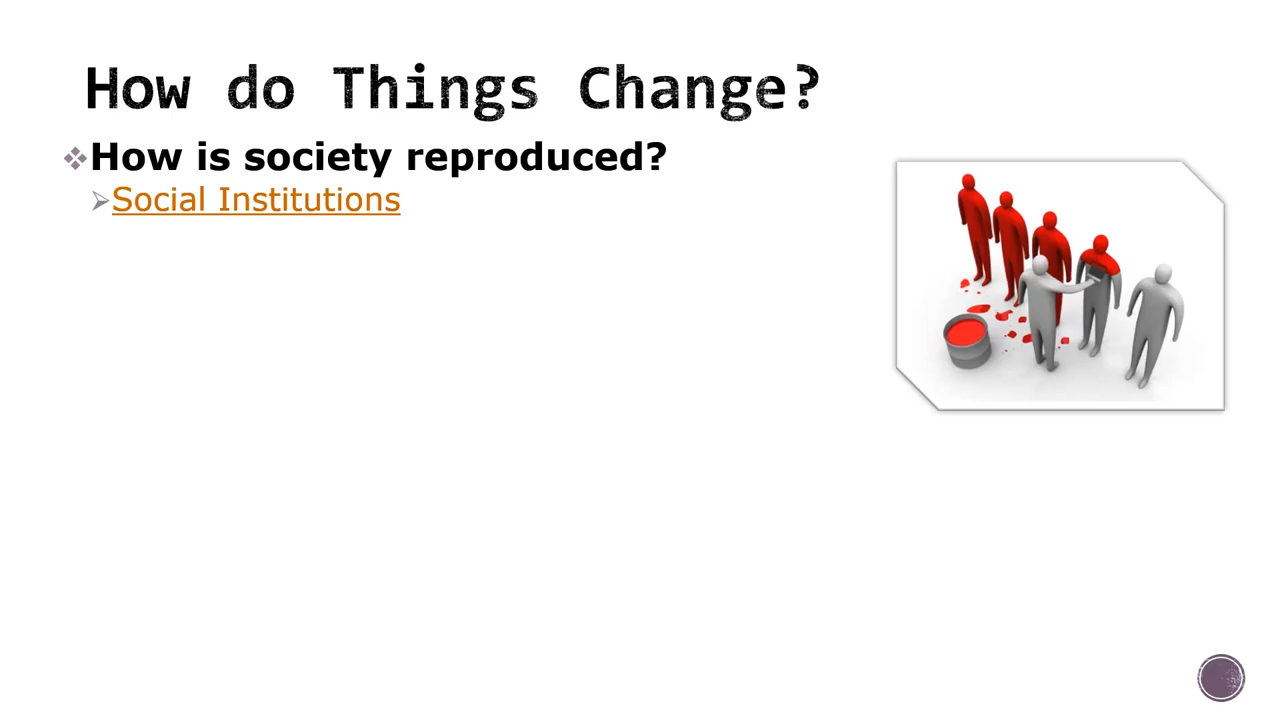 How do Things Change?
How is society reproduced?
Social Institutions